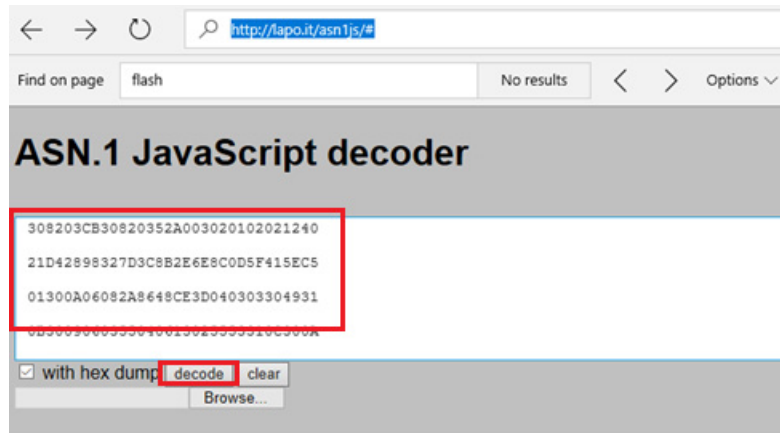 http://lapo.it/asn1js/#
Find on page flash No results Options
ASN.1 JavaScript decoder
308203CB30820352A003020102021240
21D42898327D3C8B2E6E8C0D5F415EC5
01300A06082A8648CE3D040303304931
with hex dump decode clear
Browse...